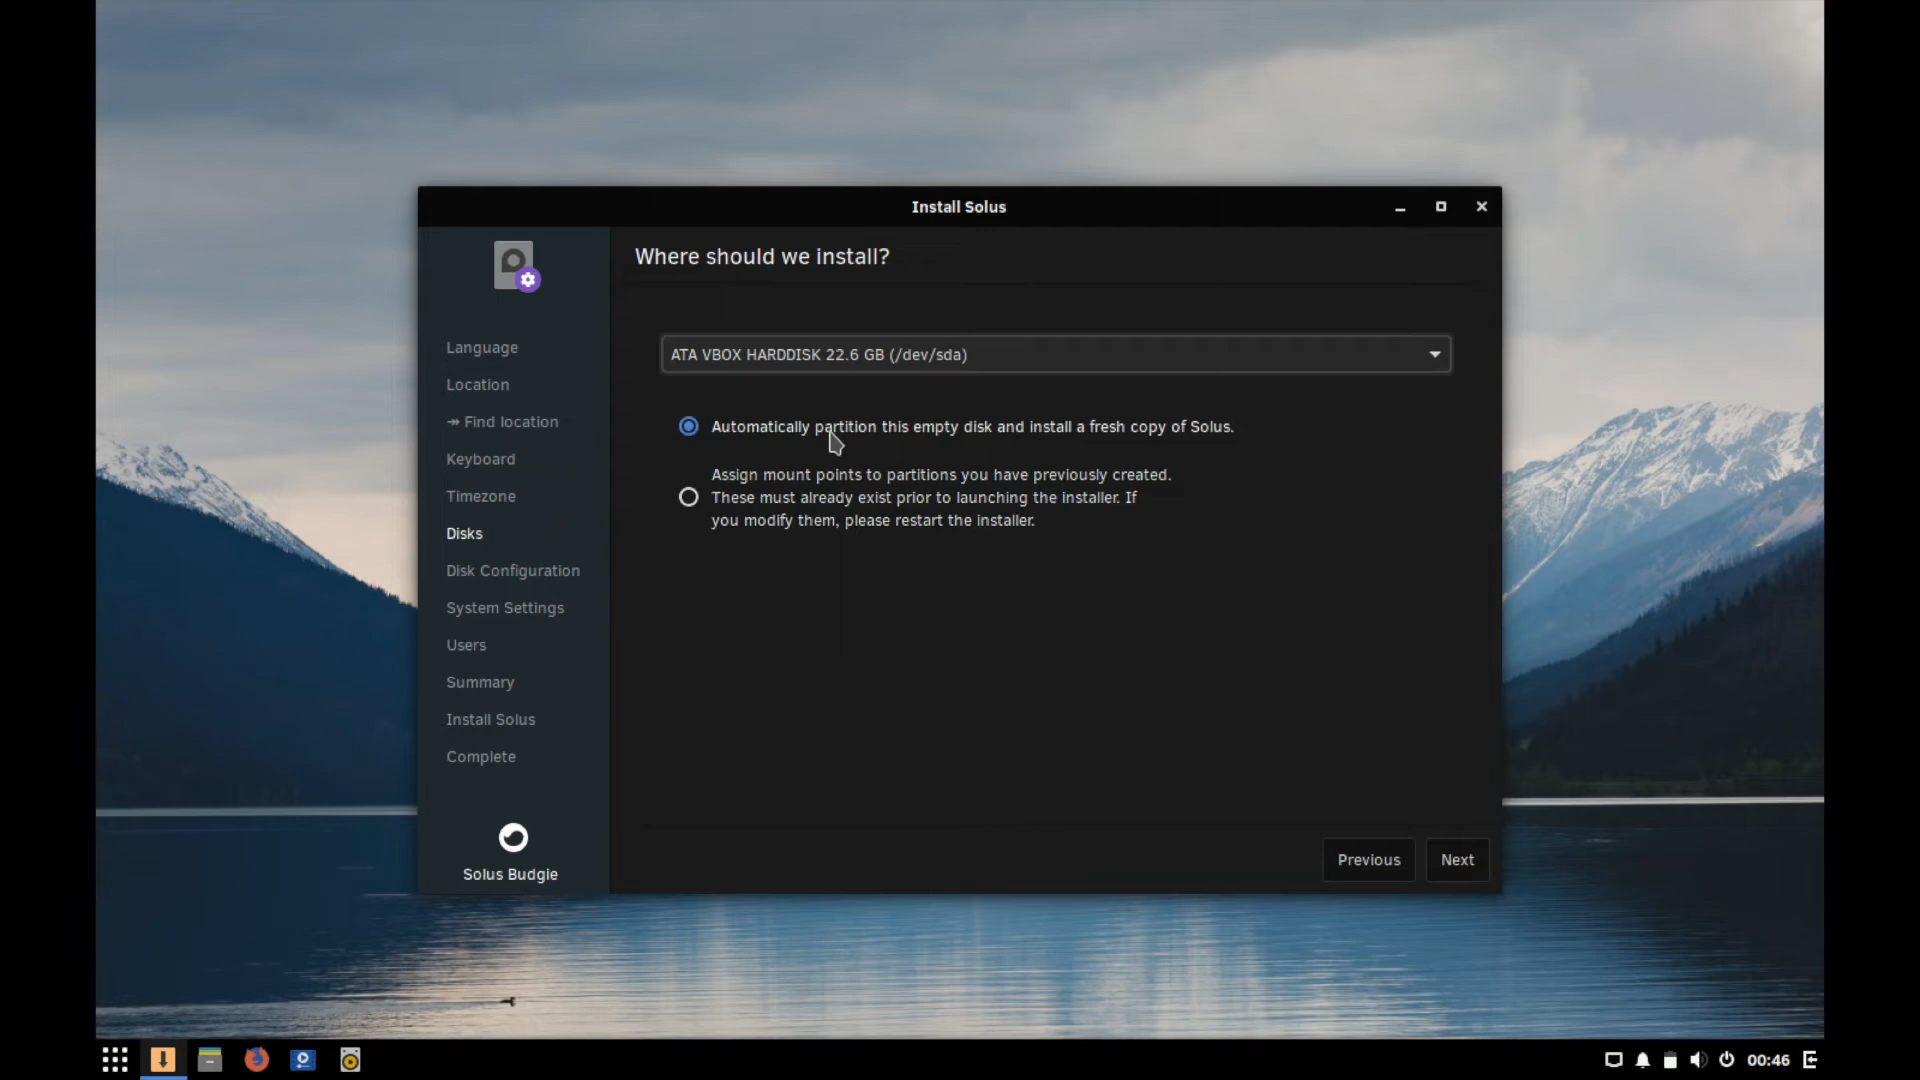 Install Solus
Where should we install?
Language
Location
↠ Find location
Keyboard
Timezone
Disks
Disk Configuration
System Settings
Users
Summary
Install Solus
Complete
Solus Budgie
ATA VBOX HARDDISK 22.6 GB (/dev/sda)
Automatically partition this empty disk and install a fresh copy of Solus.
Assign mount points to partitions you have previously created.
These must already exist prior to launching the installer. If
you modify them, please restart the installer.
Previous
Next
00:46